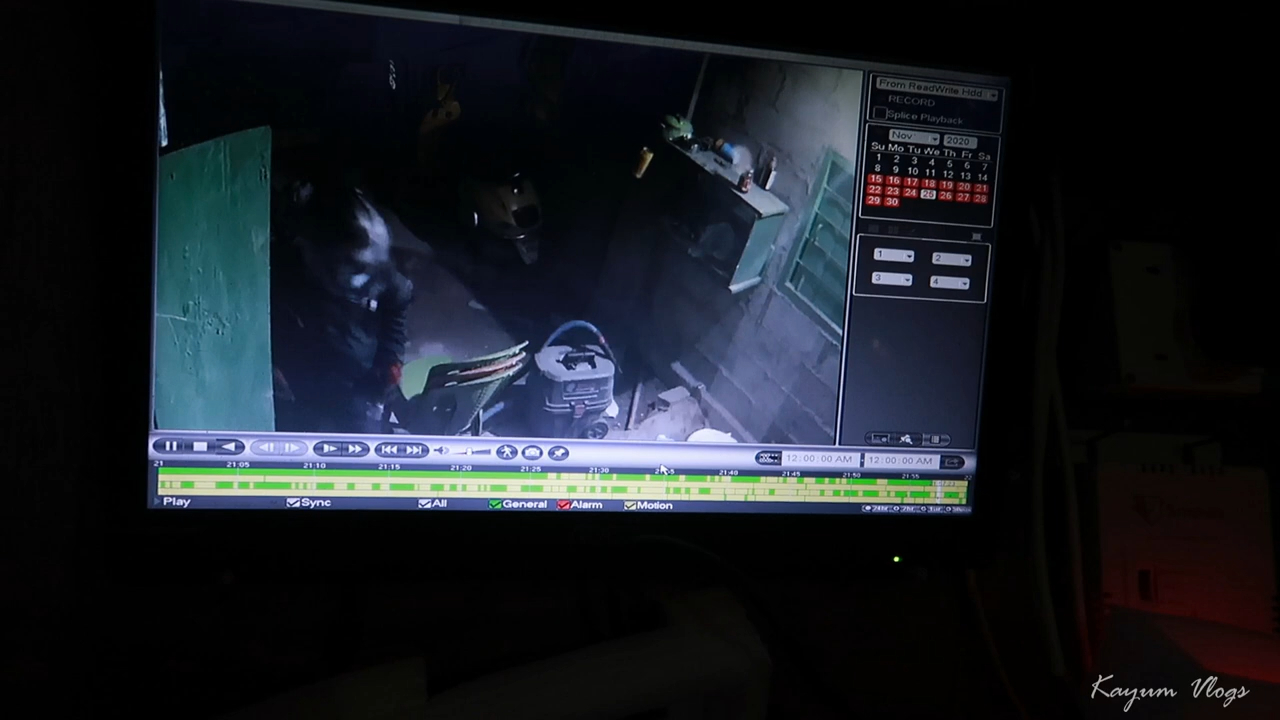 From ReadWrite Hdd
RECORD
Splice Playback
Nov 2020
Su Mo Tu We Th Fr Sa
1 2 3 4 5 6 7
8 9 10 11 12 13 14
15 16 17 18 19 20 21
22 23 24 25 26 27 28
29 30
1 2
3 4
12:00:00 AM - 12:00:00 AM
21 21:05 21:10 21:15 21:20 21:25 21:30 21:35 21:40 21:45 21:50 21:55 22
Play Sync All General Alarm Motion
Kayum Vlogs